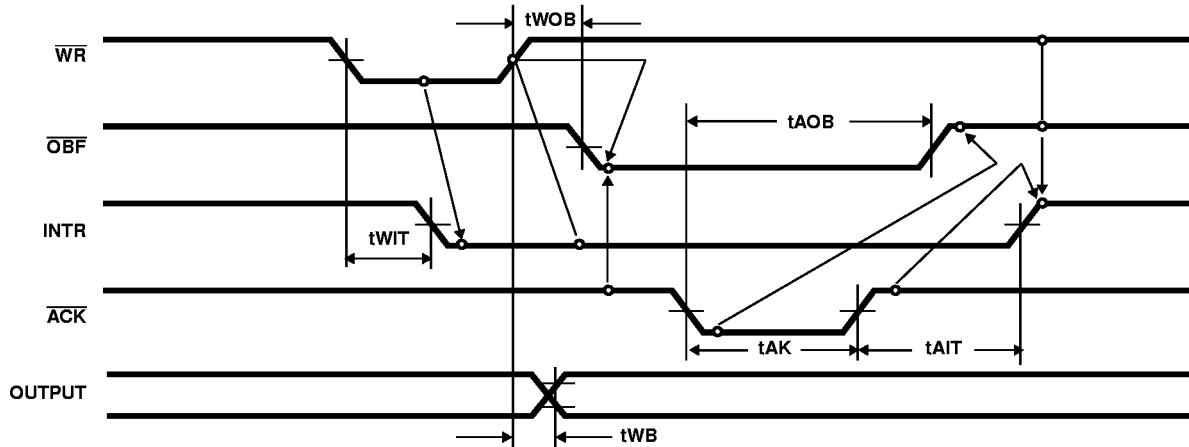 tWOB
WR
tAOB
OBF
INTR
tWIT
ACK
tAK
tAIT
OUTPUT
tWB